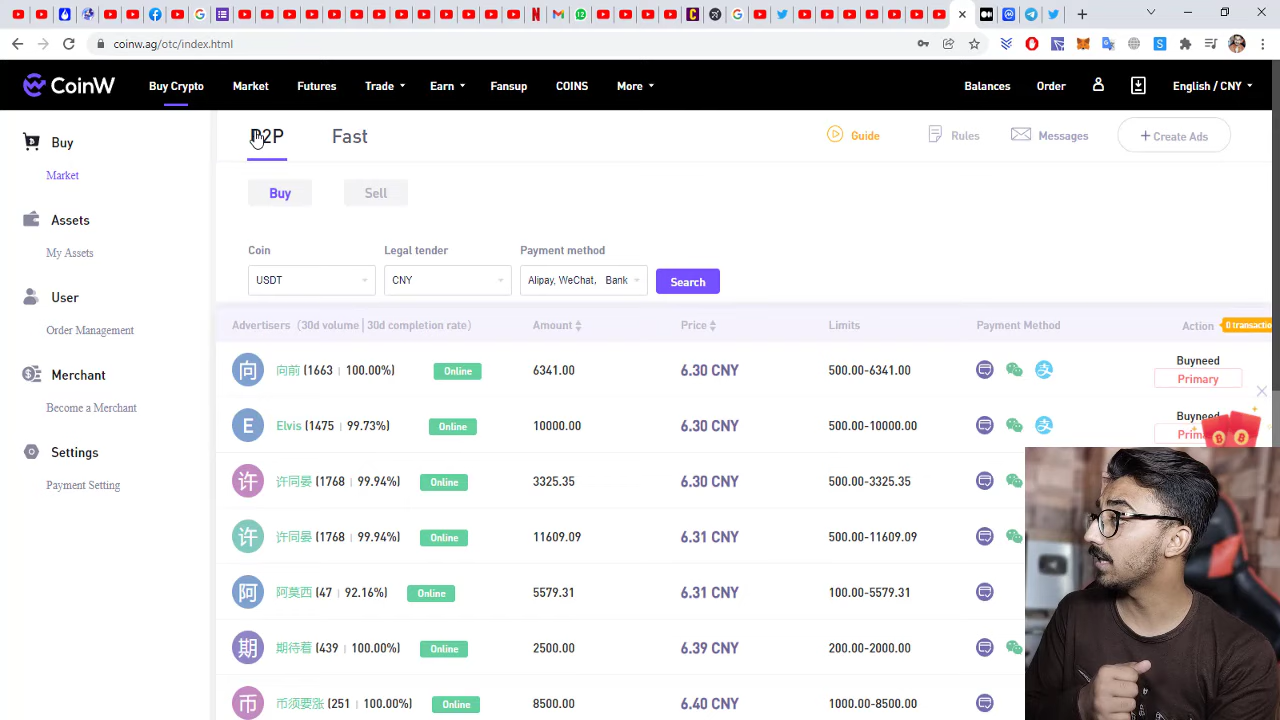 12
coinw.ag/otc/index.html
CoinW Buy Crypto Market Futures Trade Earn Fansup COINS More Balances Order English / CNY
Buy
Market
Assets
My Assets
User
Order Management
Merchant
Become a Merchant
Settings
Payment Setting
P2P Fast Guide Rules Messages + Create Ads
Buy Sell
Coin Legal tender Payment method
USDT CNY Alipay, WeChat, Bank Search
Advertisers (30d volume | 30d completion rate) Amount Price Limits Payment Method Action 0 transactio
向 向前 (1663 | 100.00%) Online 6341.00 6.30 CNY 500.00-6341.00 支 Buyneed
Primary
E Elvis (1475 | 99.73%) Online 10000.00 6.30 CNY 500.00-10000.00 支 Buyneed
Prim
许 许同晏 (1768 | 99.94%) Online 3325.35 6.30 CNY 500.00-3325.35
许 许同晏 (1768 | 99.94%) Online 11609.09 6.31 CNY 500.00-11609.09
阿 阿莫西 (47 | 92.16%) Online 5579.31 6.31 CNY 100.00-5579.31
期 期待着 (439 | 100.00%) Online 2500.00 6.39 CNY 200.00-2000.00
币 币须要涨 (251 | 100.00%) Online 8500.00 6.40 CNY 1000.00-8500.00